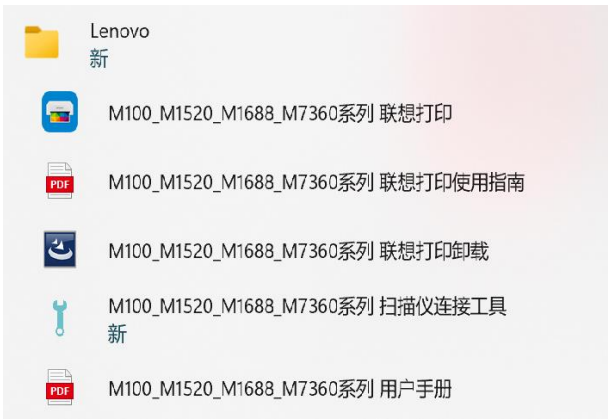 Lenovo
新
M100_M1520_M1688_M7360系列 联想打印
PDF
M100_M1520_M1688_M7360系列 联想打印使用指南
M100_M1520_M1688_M7360系列 联想打印卸载
M100_M1520_M1688_M7360系列 扫描仪连接工具
新
PDF
M100_M1520_M1688_M7360系列 用户手册